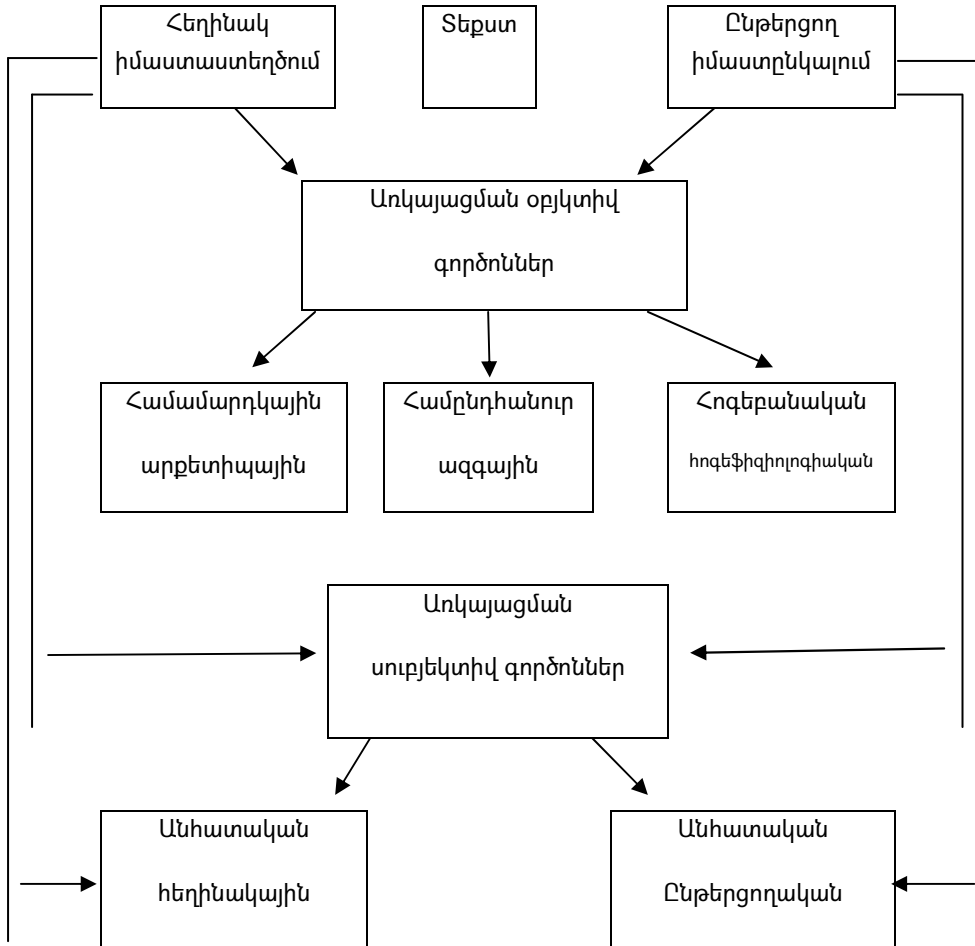 Հեղինակ
իմաստաստեղծում
Տեքստ
Ընթերցող
իմաստընկալում
Առկայացման օբյկտիվ
գործոններ
Համամարդկային
արքետիպային
Համընդհանուր
ազգային
Հոգեբանական
հոգեֆիզիոլոգիական
Առկայացման
սուբյեկտիվ գործոններ
Անհատական
հեղինակային
Անհատական
Ընթերցողական